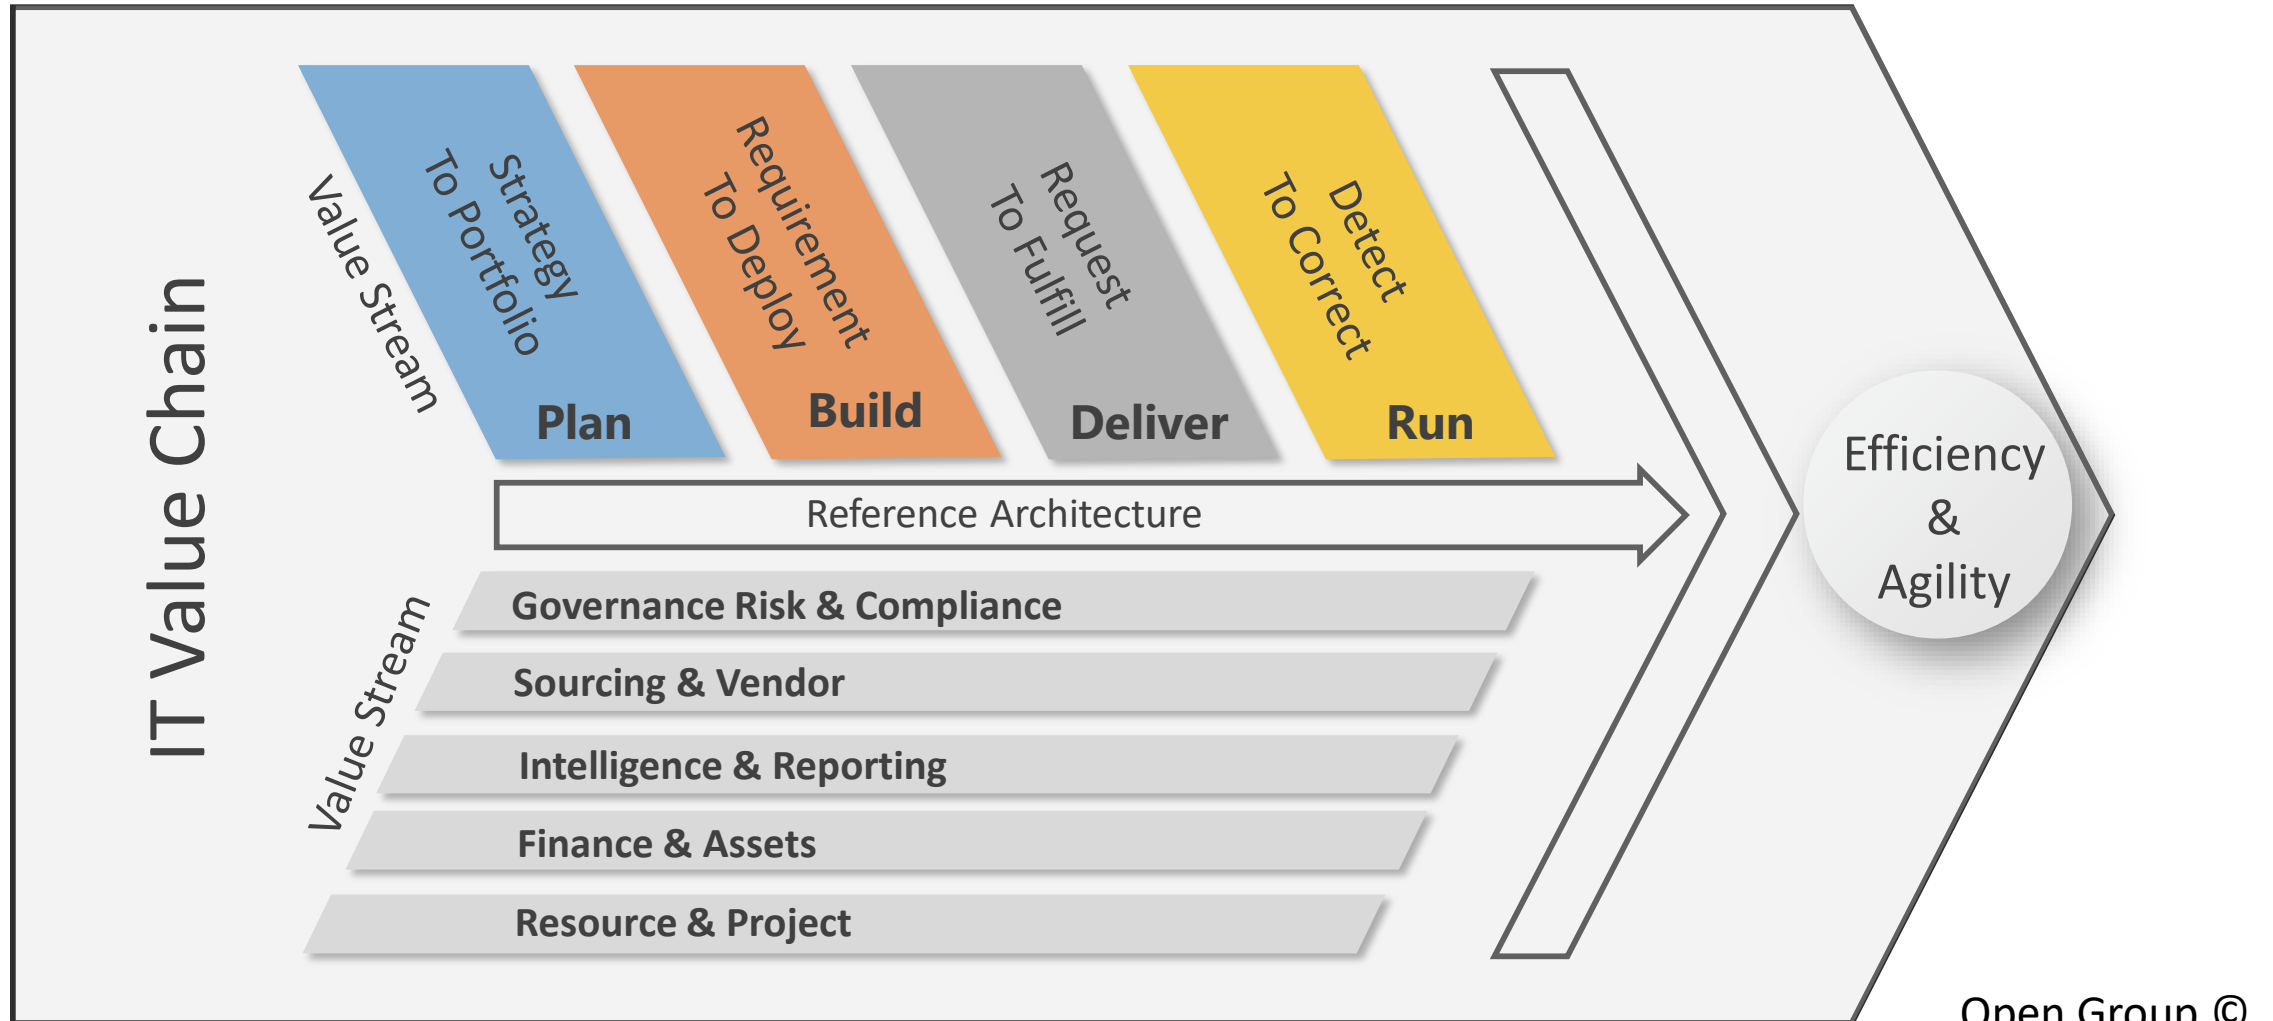 IT Value Chain
Value Stream
Strategy
To Portfolio
Plan
Requirement
To Deploy
Build
Request
To Fulfill
Deliver
Detect
To Correct
Run
Reference Architecture
Value Stream
Governance Risk & Compliance
Sourcing & Vendor
Intelligence & Reporting
Finance & Assets
Resource & Project
Efficiency
&
Agility
Open Group ©